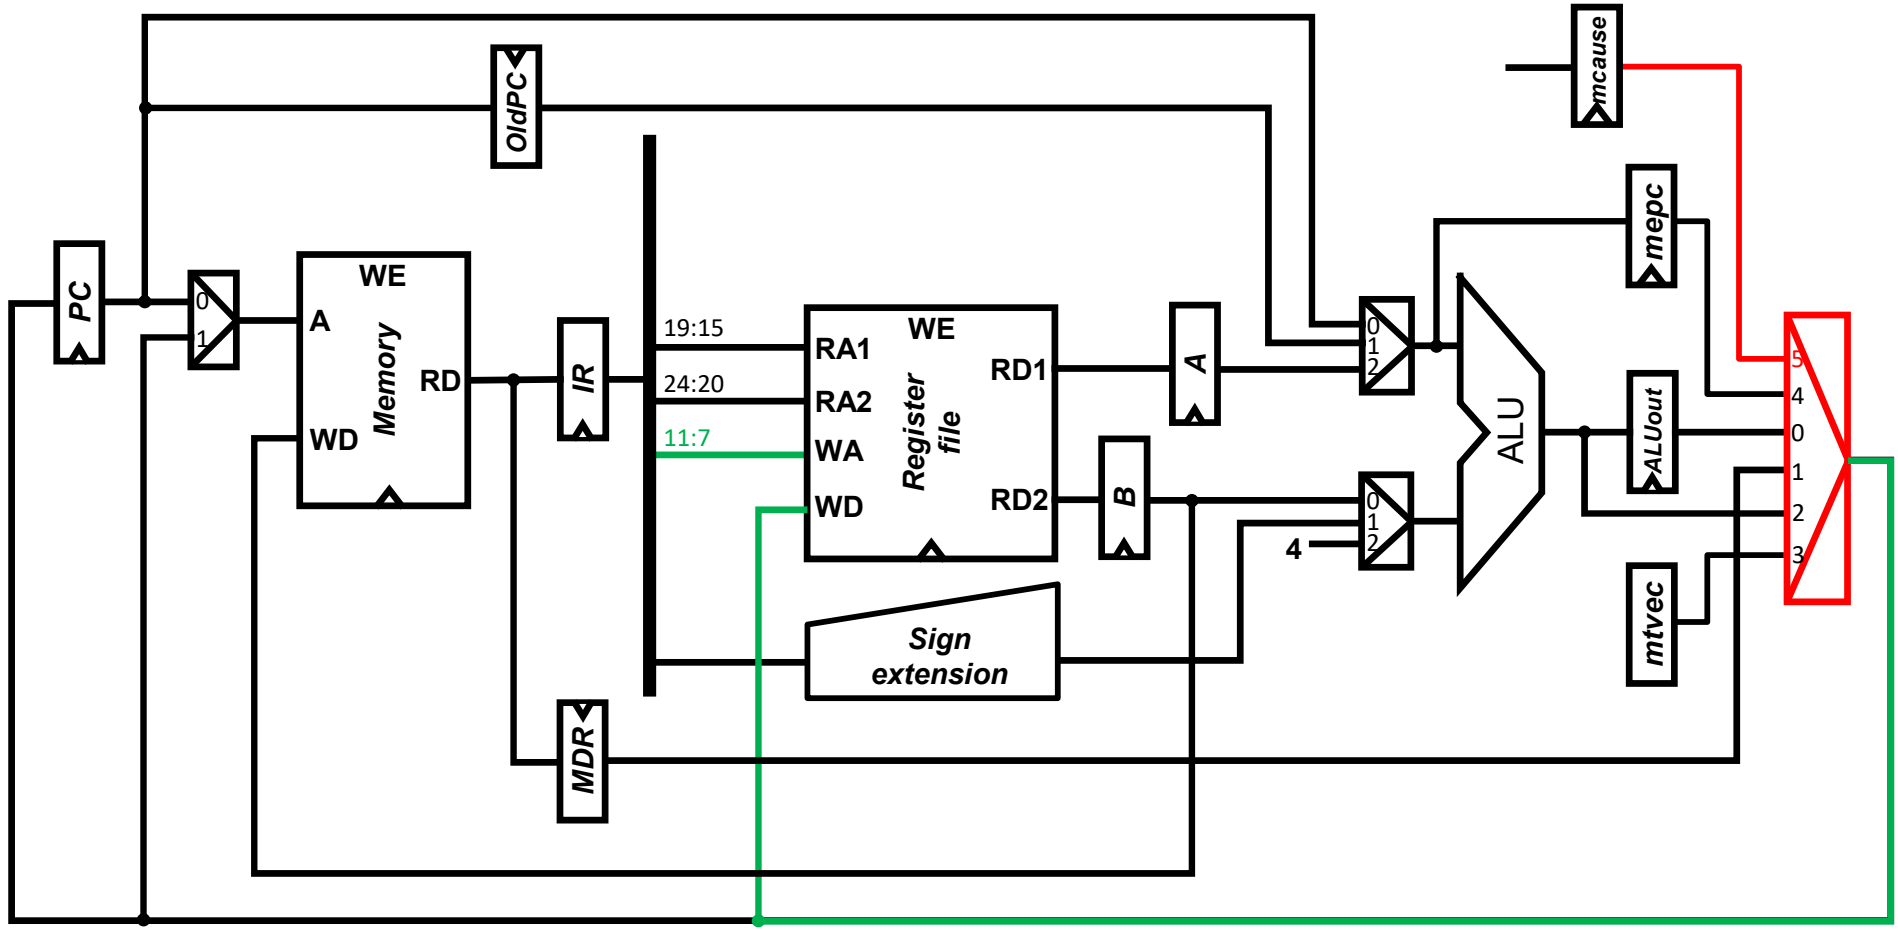 mcause
OldPC
mepc
PC
0
1
WE
A
Memory
RD
WD
IR
19:15
24:20
11:7
WE
RA1
RA2
WA
WD
Register
file
RD1
RD2
A
B
0
1
2
0
1
2
4
ALU
ALUout
mtvec
5
4
0
1
2
3
Sign
extension
MDR